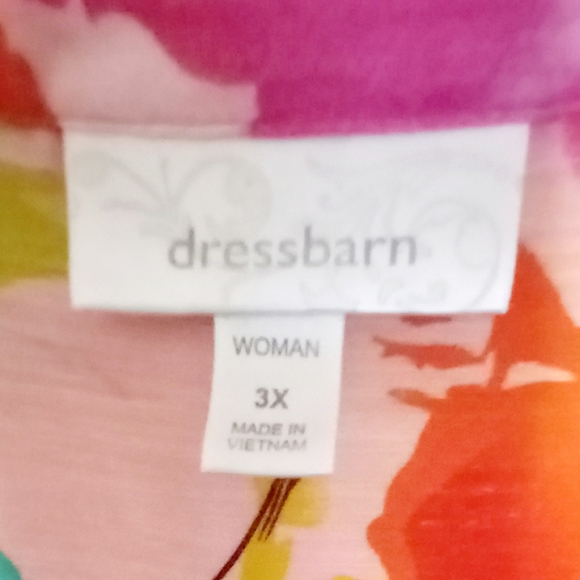 dressbarn
WOMAN
3X
MADE IN
VIETNAM